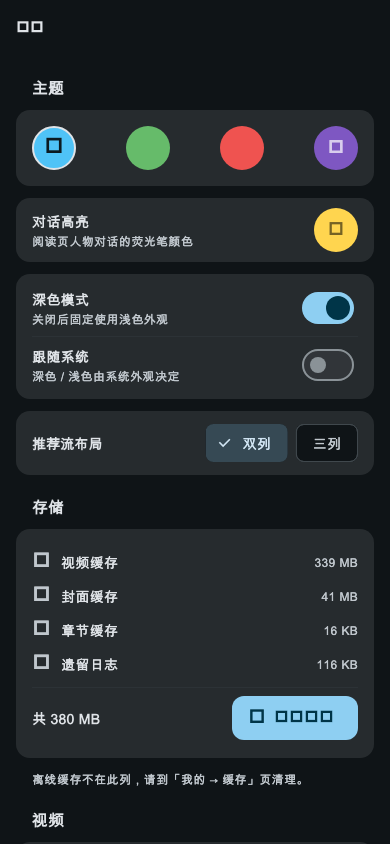 主题
对话高亮
阅读页人物对话的荧光笔颜色
深色模式
关闭后固定使用浅色外观
跟随系统
深色 / 浅色由系统外观决定
推荐流布局 双列 三列
存储
视频缓存 339 MB
封面缓存 41 MB
章节缓存 16 KB
遗留日志 116 KB
共 380 MB
离线缓存不在此列，请到「我的 → 缓存」页清理。
视频